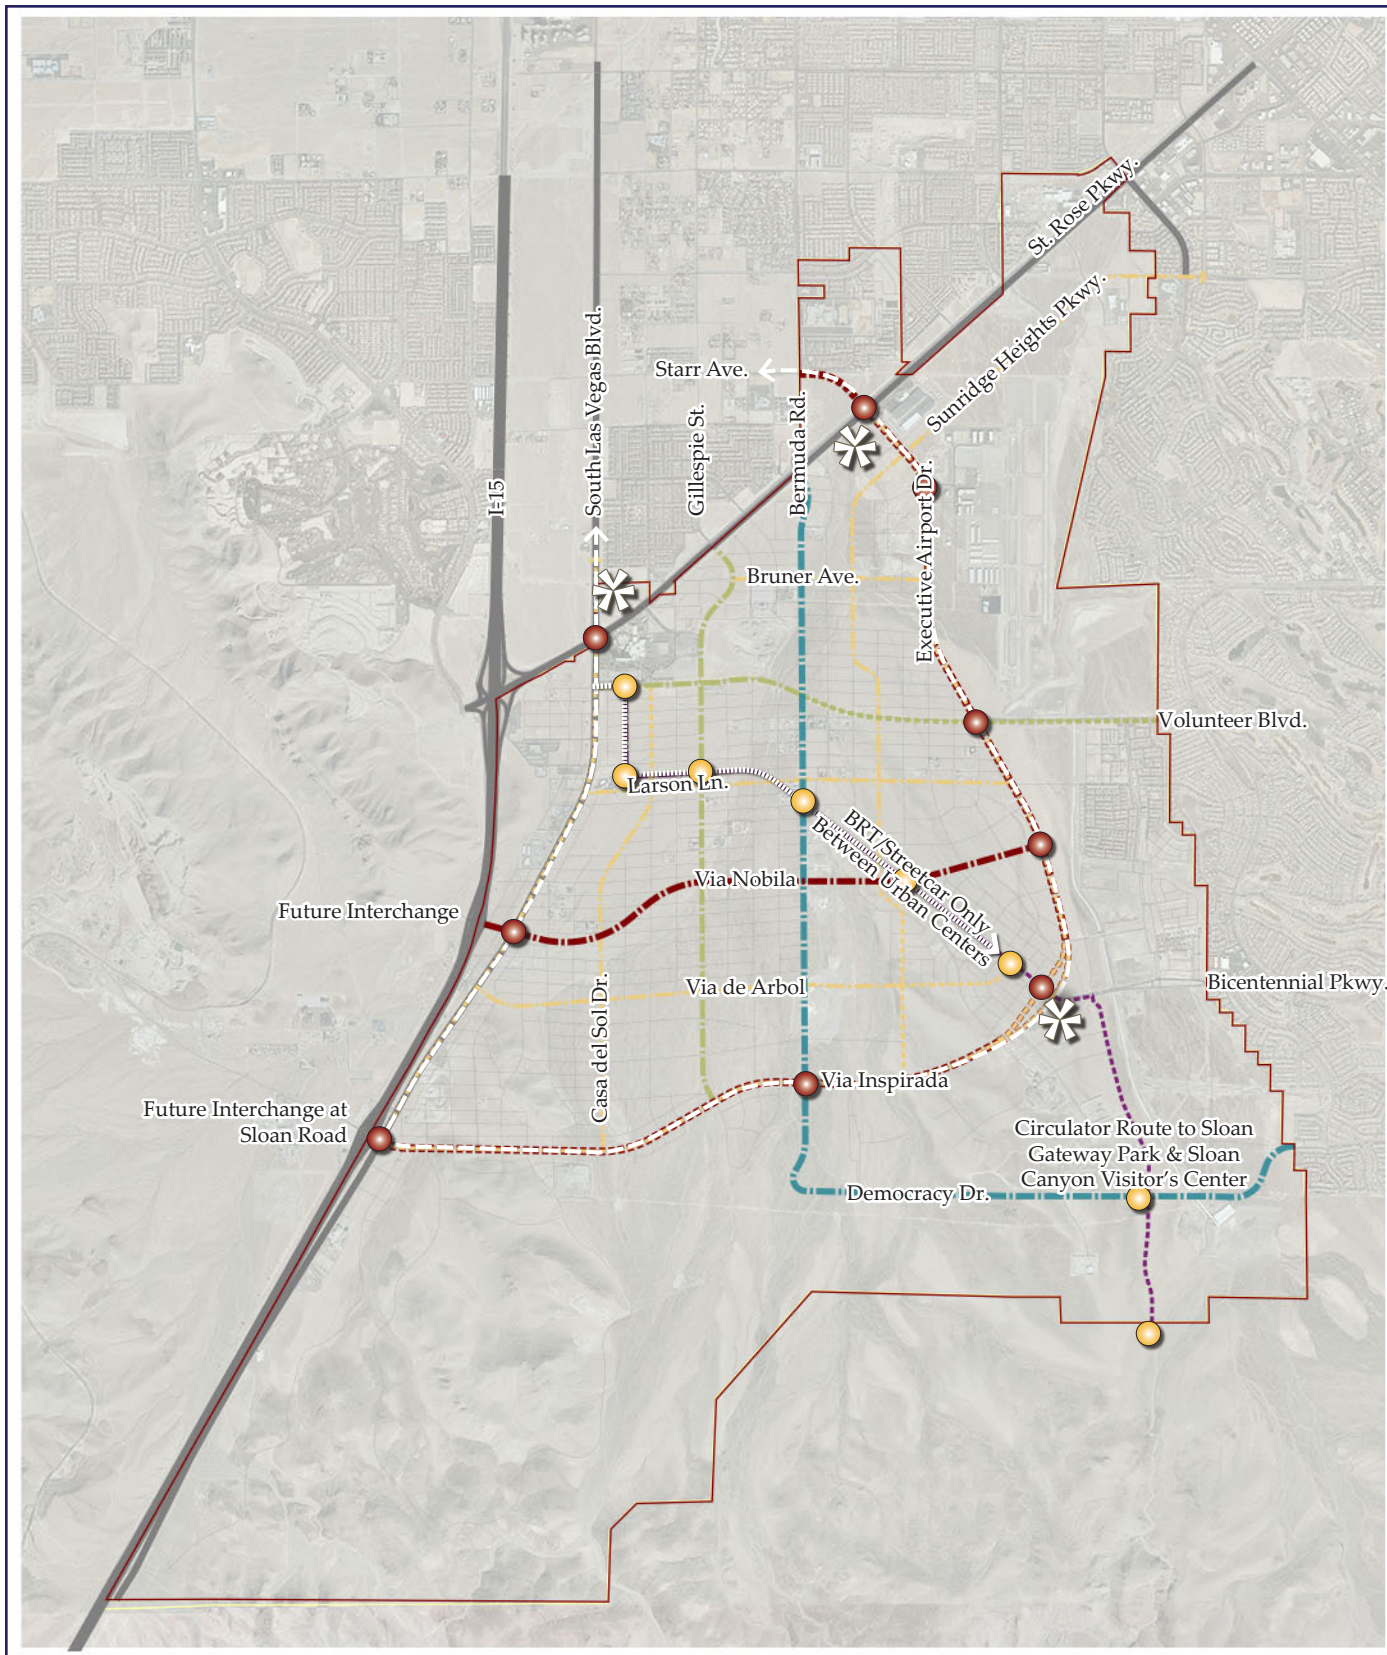 St. Rose Pkwy.
Sunridge Heights Pkwy.
Starr Ave.
South Las Vegas Blvd.
Gillespie St.
Bermuda Rd.
I-15
Executive Airport Dr.
Bruner Ave.
Volunteer Blvd.
Larson Ln.
BRT/Streetcar Only
Between Urban Centers
Via Nobila
Future Interchange
Via de Arbol
Bicentennial Pkwy.
Casa del Sol Dr.
Via Inspirada
Future Interchange at
Sloan Road
Circulator Route to Sloan
Gateway Park & Sloan
Canyon Visitor's Center
Democracy Dr.